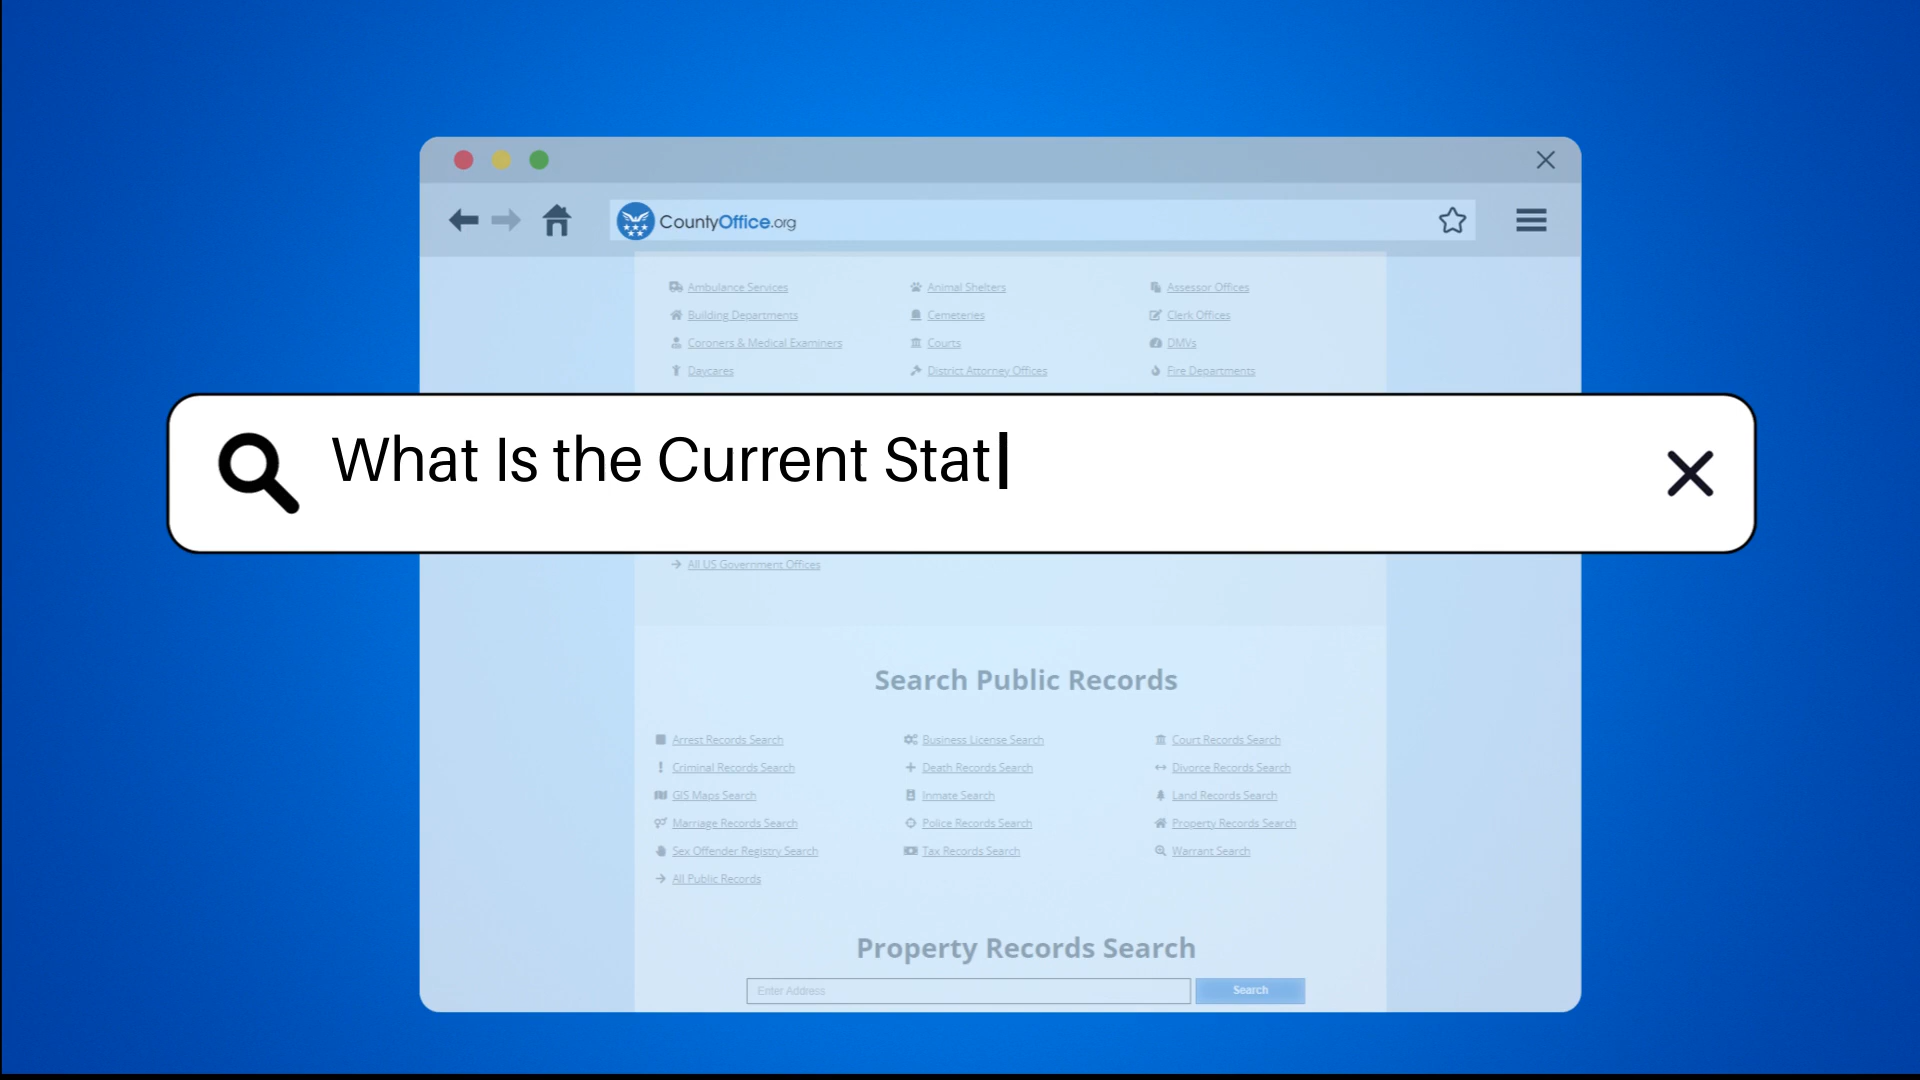 CountyOffice.org
Ambulance Services Animal Shelters Assessor Offices
Building Departments Cemeteries Clerk Offices
Coroners & Medical Examiners Courts DMVs
Daycares District Attorney Offices Fire Departments
What Is the Current Stat
All US Government Offices
Search Public Records
Arrest Records Search Business License Search Court Records Search
Criminal Records Search Death Records Search Divorce Records Search
GIS Maps Search Inmate Search Land Records Search
Marriage Records Search Police Records Search Property Records Search
Sex Offender Registry Search Tax Records Search Warrant Search
All Public Records
Property Records Search
Enter Address Search